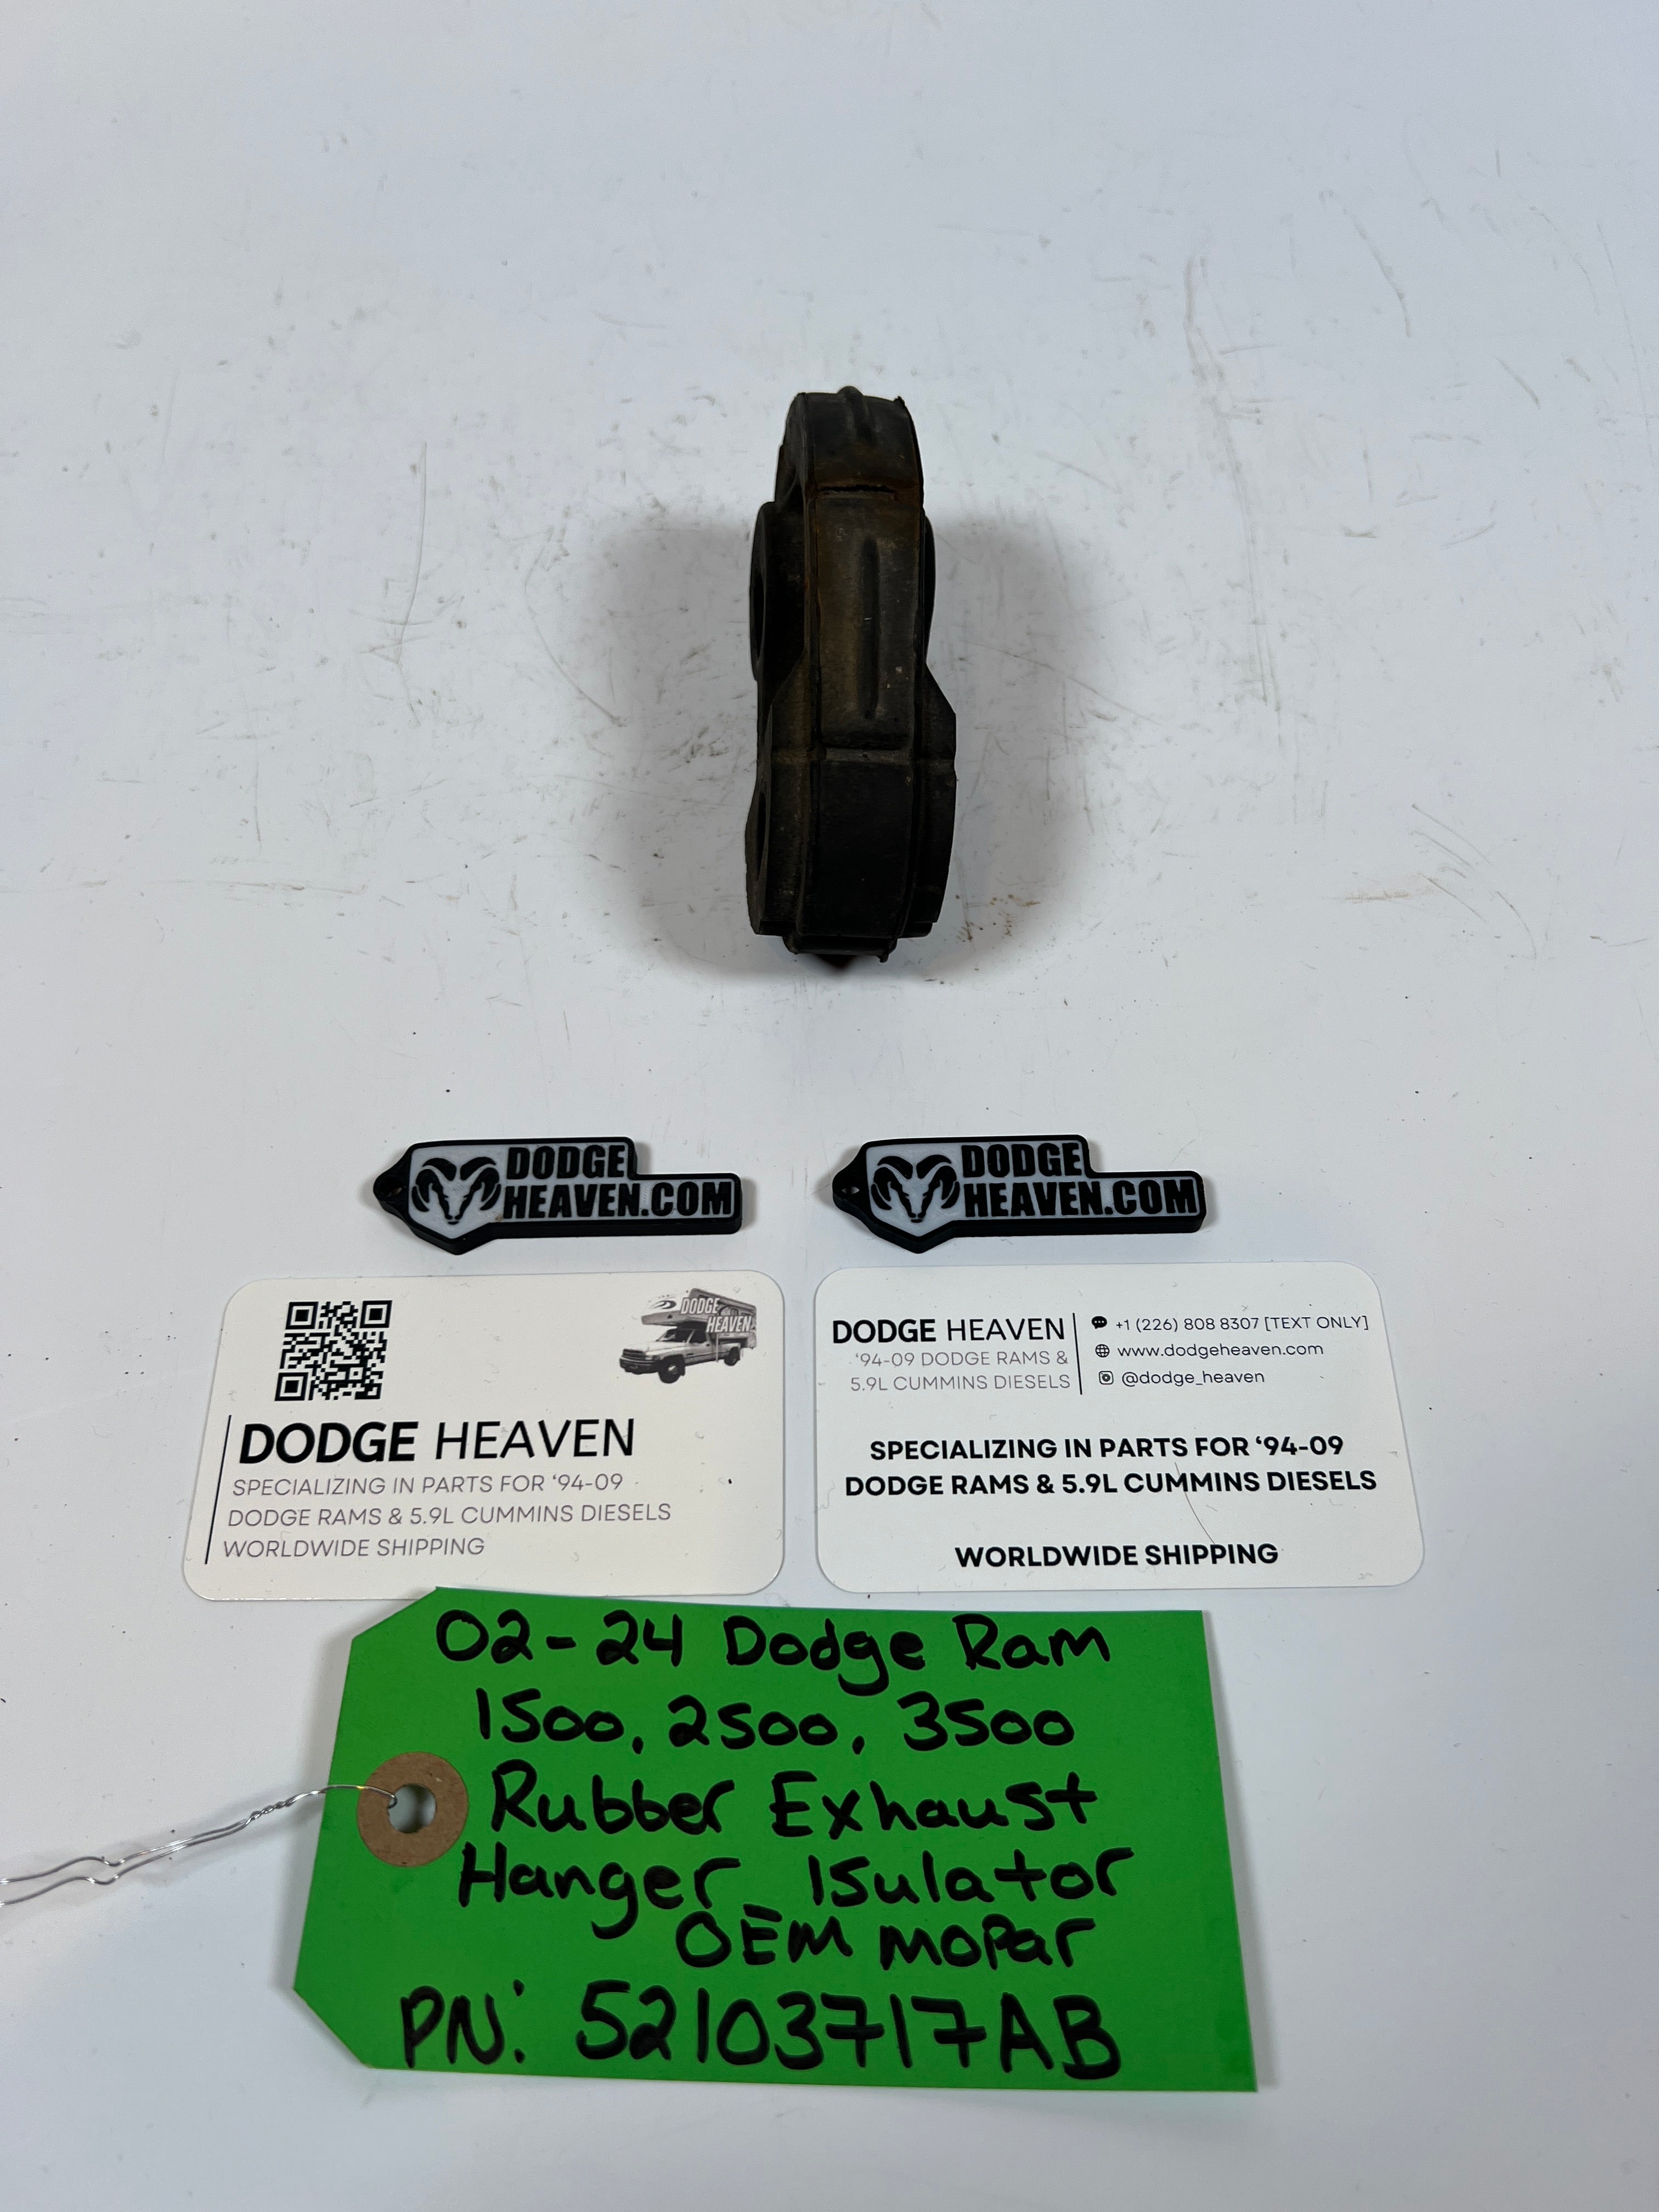 DODGE
HEAVEN.COM
DODGE
HEAVEN.COM
DODGE
HEAVEN
DODGE HEAVEN
SPECIALIZING IN PARTS FOR ‘94-09
DODGE RAMS & 5.9L CUMMINS DIESELS
WORLDWIDE SHIPPING
DODGE HEAVEN
‘94-09 DODGE RAMS &
5.9L CUMMINS DIESELS
+1 (226) 808 8307 [TEXT ONLY]
www.dodgeheaven.com
@dodge_heaven
SPECIALIZING IN PARTS FOR ‘94-09
DODGE RAMS & 5.9L CUMMINS DIESELS
WORLDWIDE SHIPPING
02-24 Dodge Ram
1500, 2500, 3500
Rubber Exhaust
Hanger Isulator
OEM MOPar
PN: 52103717AB